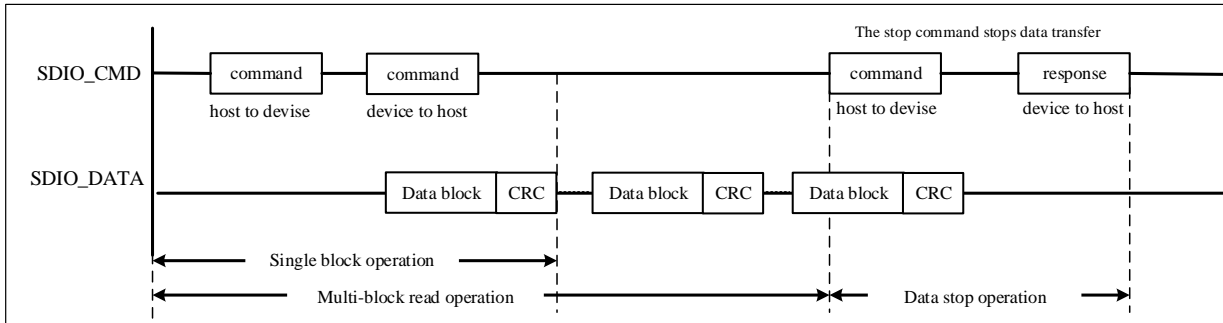 The stop command stops data transfer
SDIO_CMD command command command response
host to devise device to host host to devise device to host
SDIO_DATA
Data block CRC Data block CRC Data block CRC
Single block operation
Multi-block read operation Data stop operation